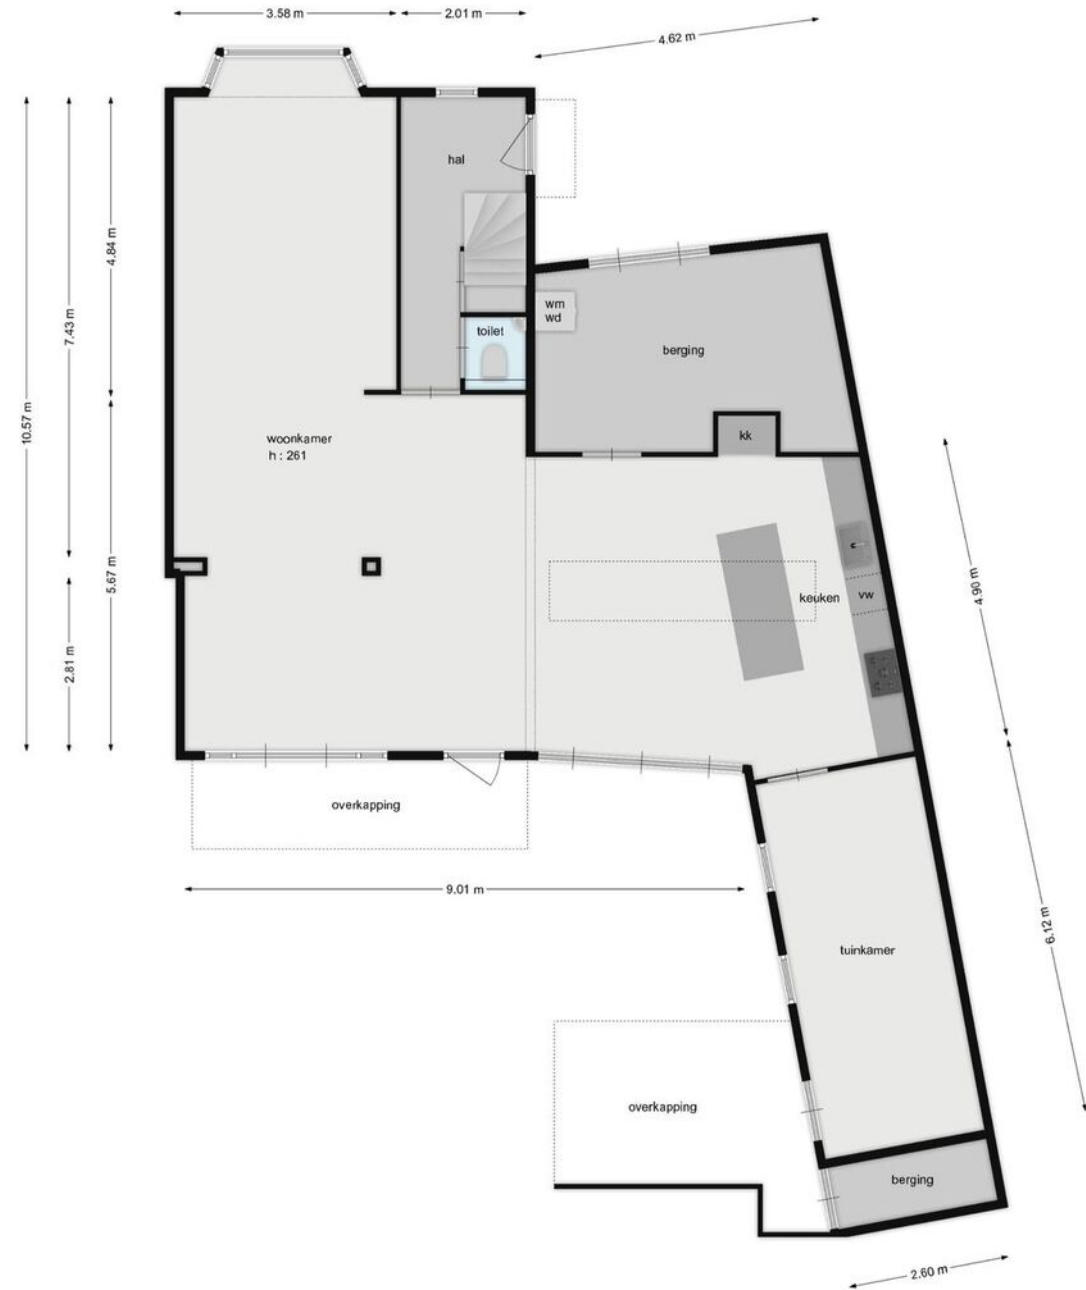 3.58 m
2.01 m
4.62 m
hal
4.84 m
7.43 m
10.57 m
wm
wd
toilet
berging
kk
woonkamer
h : 261
5.67 m
2.81 m
keuken
vw
4.90 m
overkapping
9.01 m
tuinkamer
6.12 m
overkapping
berging
2.60 m